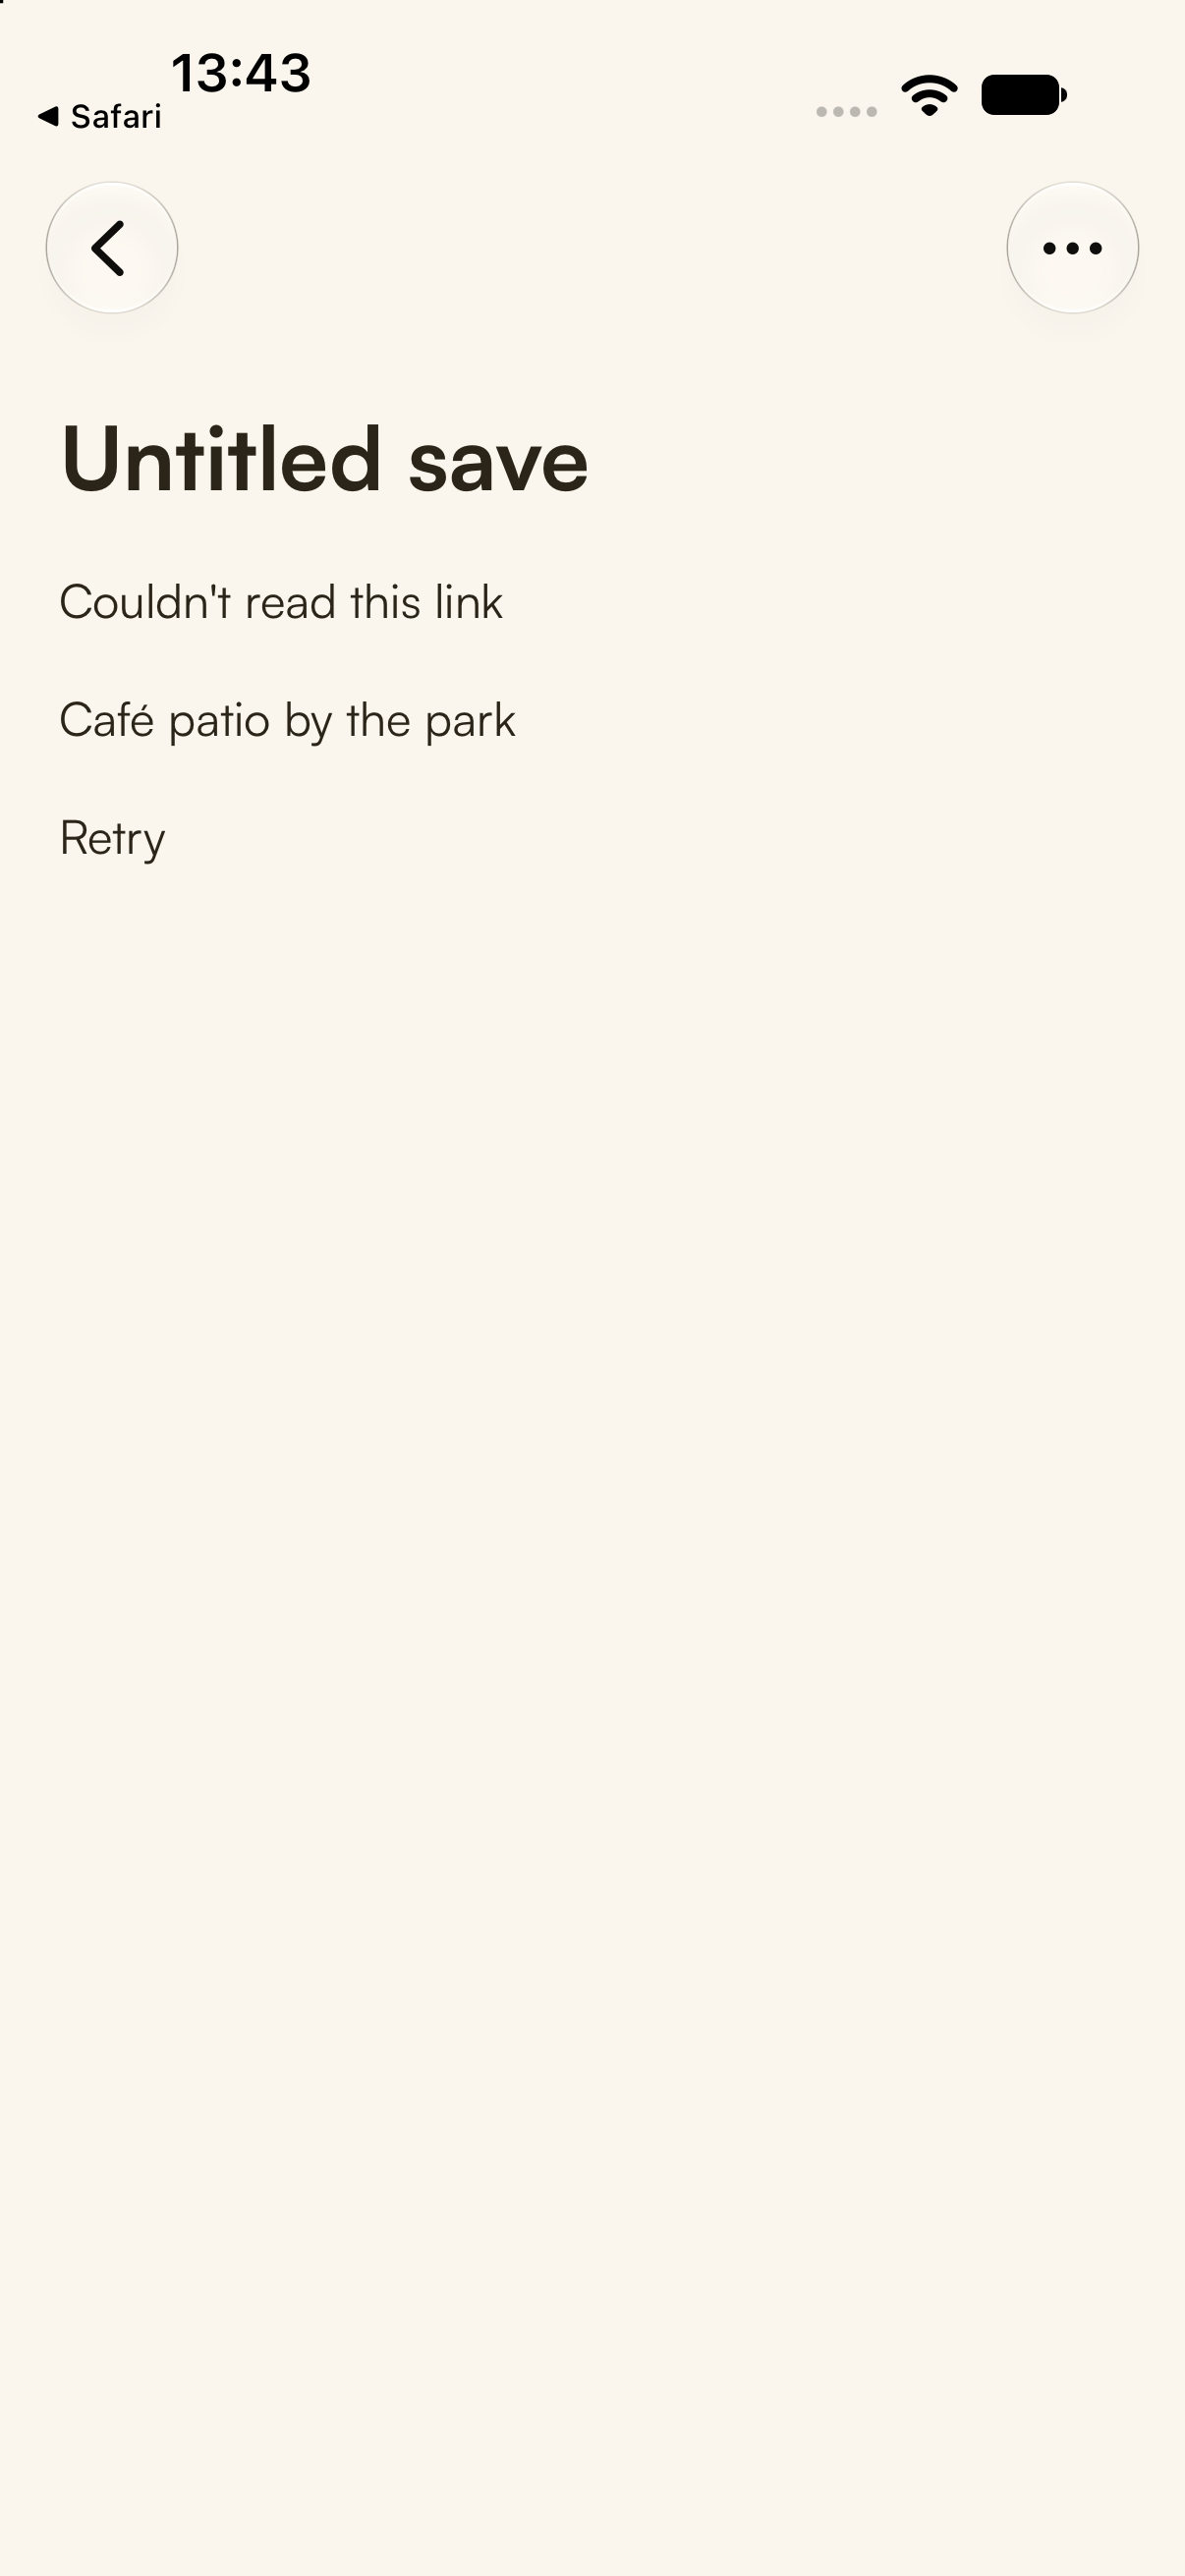 13:43
Safari
Untitled save
Couldn't read this link
Café patio by the park
Retry